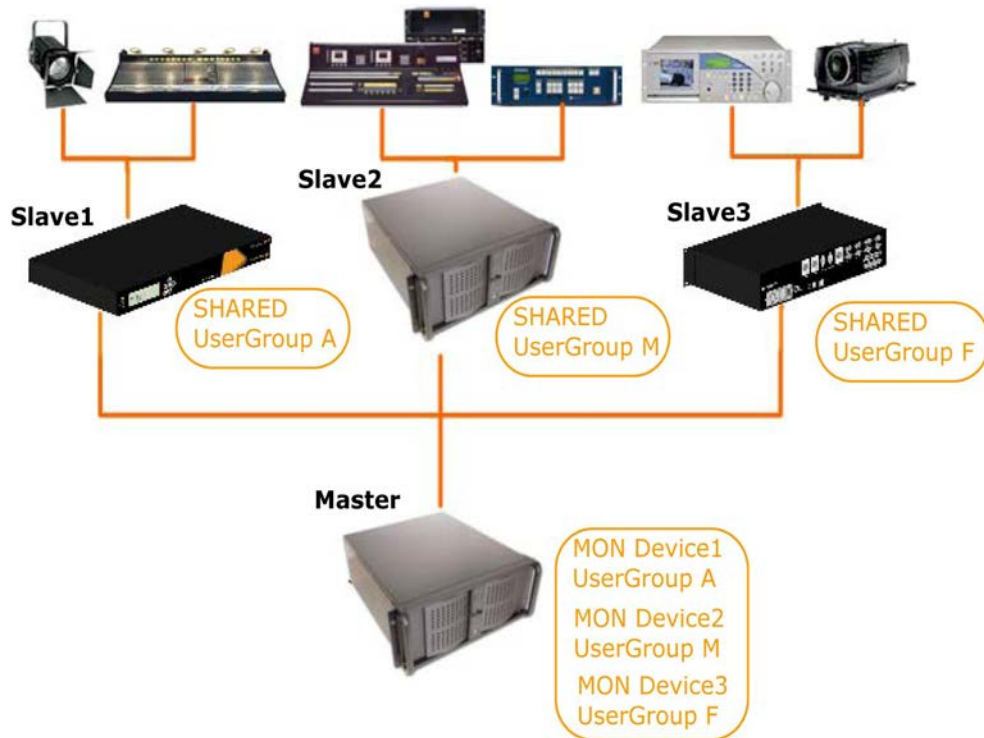 Slave2
Slave1
Slave3
SHARED
UserGroup A
SHARED
UserGroup M
SHARED
UserGroup F
Master
MON Device1
UserGroup A
MON Device2
UserGroup M
MON Device3
UserGroup F